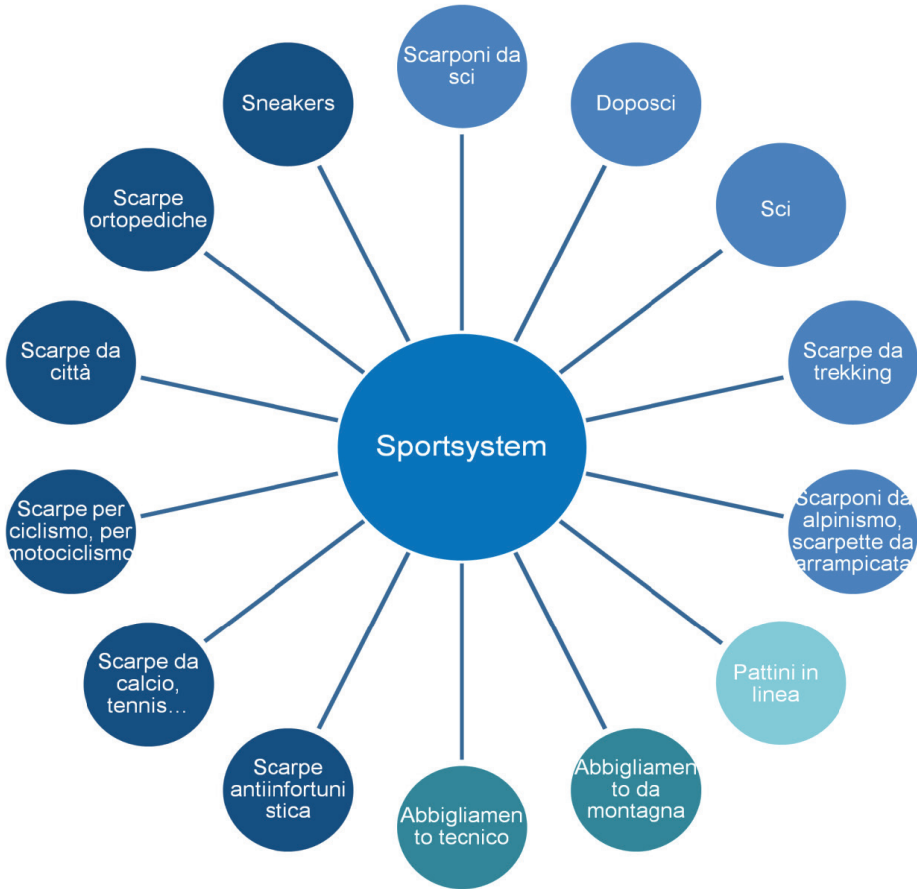 Scarponi da
sci
Doposci
Sci
Scarpe da
trekking
Scarponi da
alpinismo,
scarpette da
arrampicata
Pattini in
linea
Abbigliamen
to da
montagna
Abbigliamen
to tecnico
Scarpe
antiinfortuni
stica
Scarpe da
calcio,
tennis…
Scarpe per
ciclismo, per
motociclismo
Scarpe da
città
Scarpe
ortopediche
Sneakers
Sportsystem